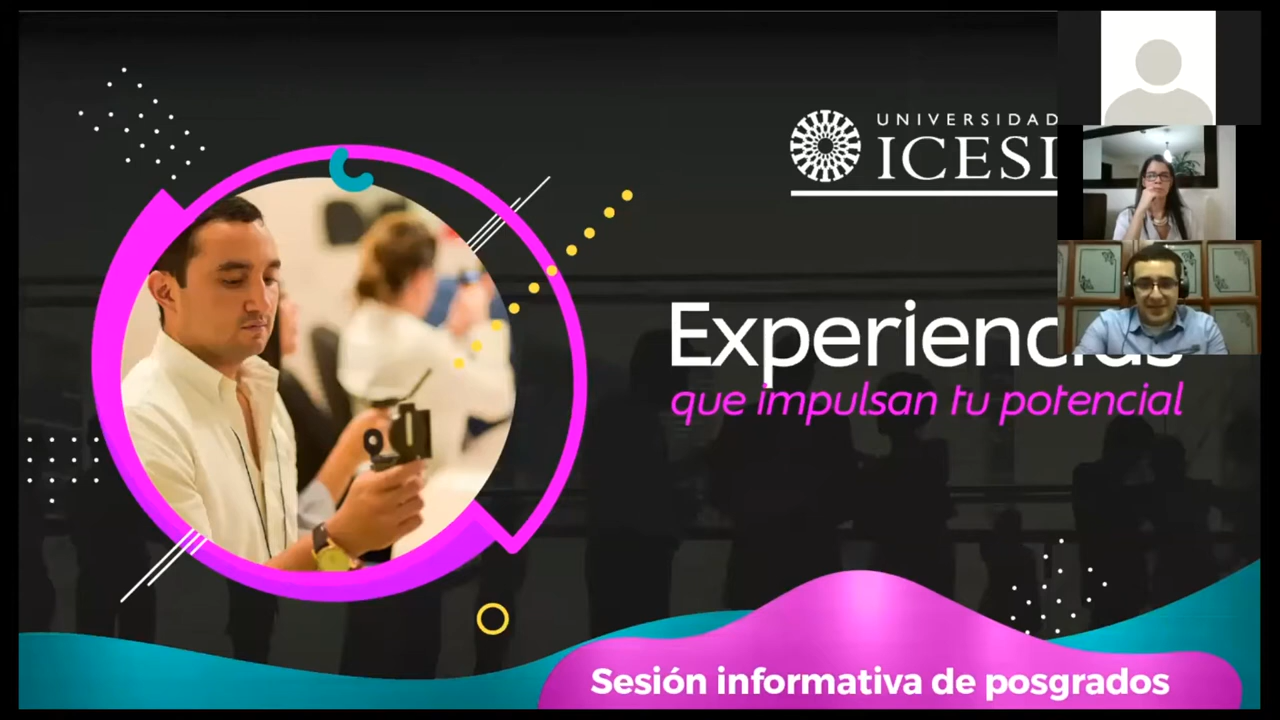 UNIVERSIDAD
ICESI
Experiencias
que impulsan tu potencial
Sesión informativa de posgrados